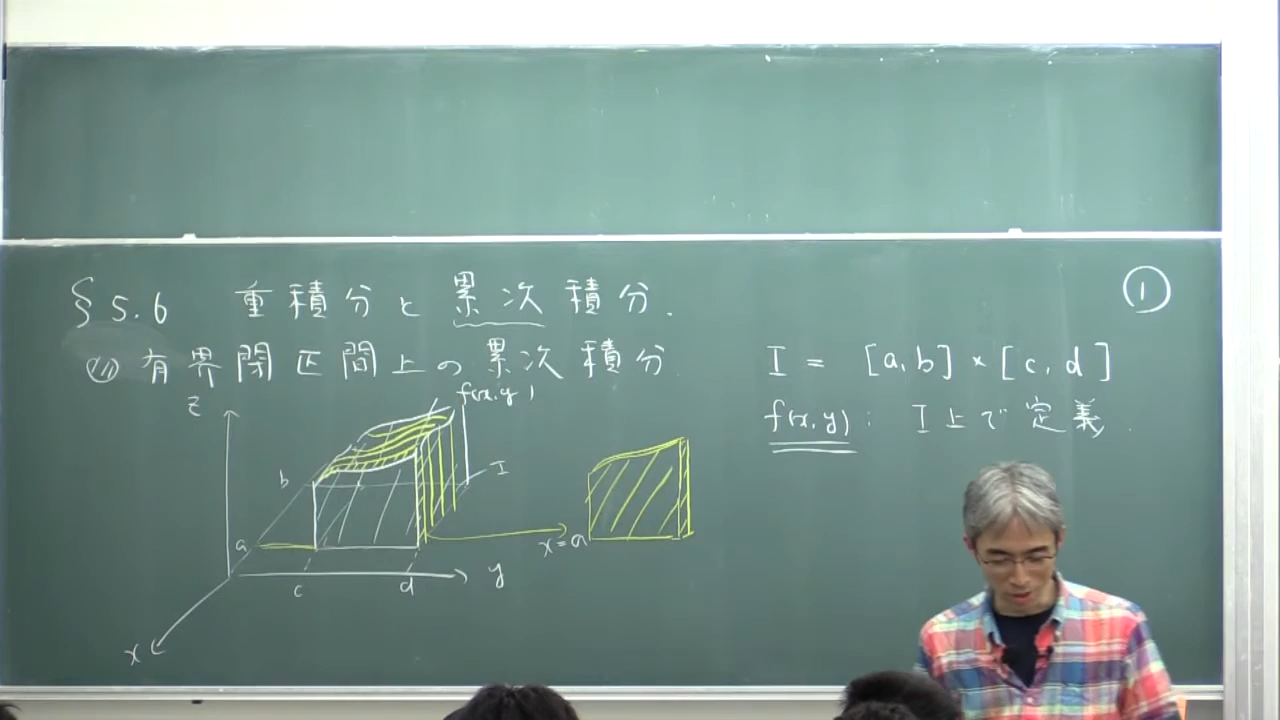 §5.6 重積分と累次積分.
(1) 有界閉区間上の累次積分
①
I = [a,b] × [c,d]
f(x,y): I上で定義.
z
f(x,y)
b
I
a
x=a
c
d
y
x